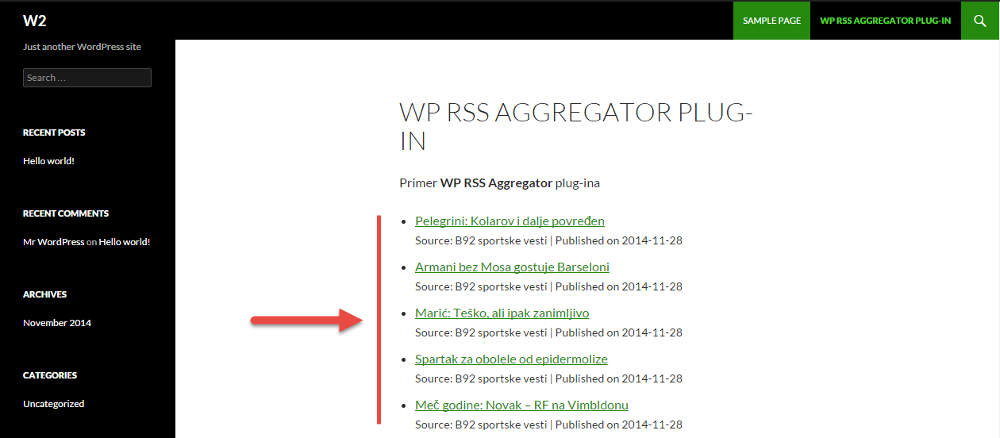 W2
SAMPLE PAGE
WP RSS AGGREGATOR PLUG-IN
Just another WordPress site
Search ...
RECENT POSTS
Hello world!
RECENT COMMENTS
Mr WordPress on Hello world!
ARCHIVES
November 2014
CATEGORIES
Uncategorized
WP RSS AGGREGATOR PLUG-
IN
Primer WP RSS Aggregator plug-ina
• Pelegrini: Kolarov i dalje povređen
Source: B92 sportske vesti | Published on 2014-11-28
• Armani bez Mosa gostuje Barseloni
Source: B92 sportske vesti | Published on 2014-11-28
• Marić: Teško, ali ipak zanimljivo
Source: B92 sportske vesti | Published on 2014-11-28
• Spartak za obolele od epidermolize
Source: B92 sportske vesti | Published on 2014-11-28
• Meč godine: Novak – RF na Vimbldonu
Source: B92 sportske vesti | Published on 2014-11-28